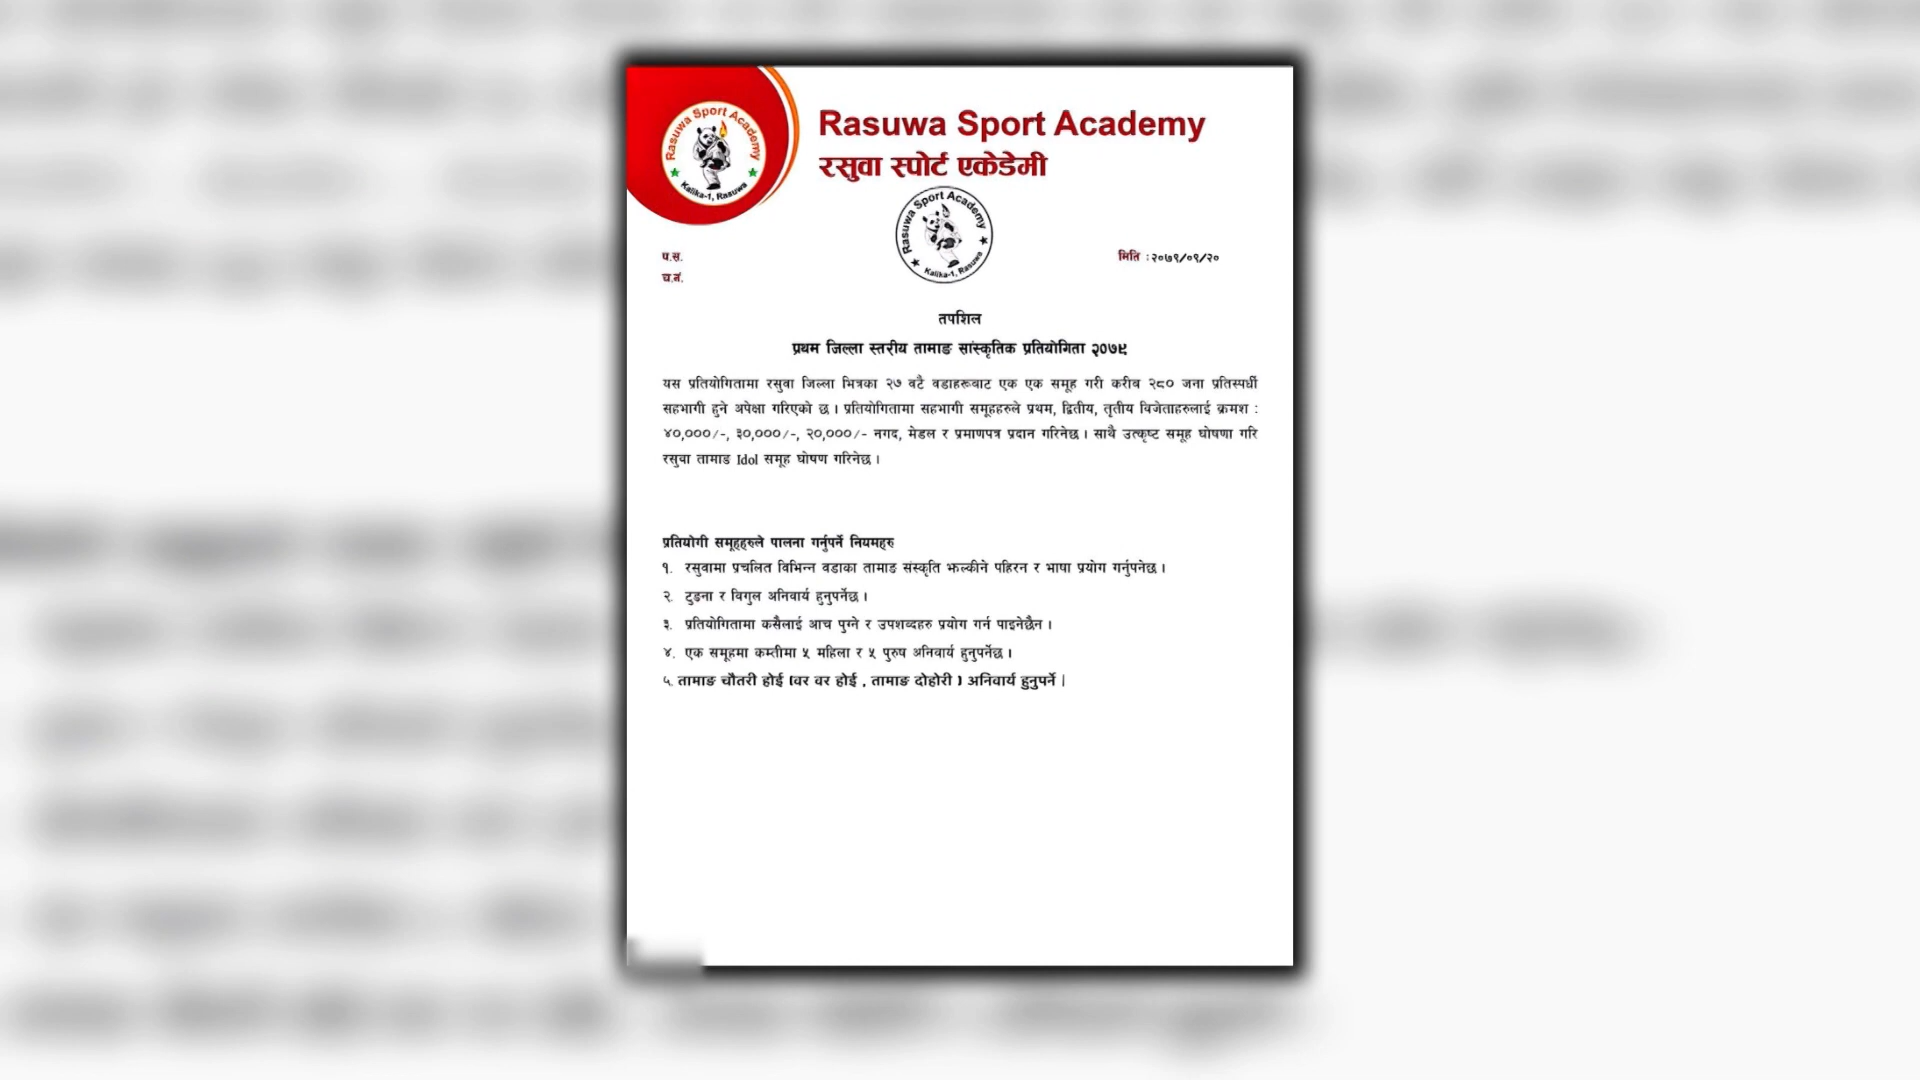 Rasuwa Sport Academy
Kalika-1, Rasuwa
Rasuwa Sport Academy
रसुवा स्पोर्ट एकेडेमी
Rasuwa Sport Academy
Kalika-1, Rasuwa
प.स.
मिति : २०७९/०९/२०
च.नं.
तपशिल
प्रथम जिल्ला स्तरीय तामाङ सांस्कृतिक प्रतियोगिता २०७९
यस प्रतियोगितामा रसुवा जिल्ला भित्रका २७ वटै वडाहरूबाट एक एक समूह गरी करीब २८० जना प्रतिस्पर्धी
सहभागी हुने अपेक्षा गरिएको छ । प्रतियोगितामा सहभागी समूहहरुले प्रथम, द्वितीय, तृतीय विजेताहरुलाई क्रमश :
४०,०००/-, ३०,०००/-, २०,०००/- नगद, मेडल र प्रमाणपत्र प्रदान गरिनेछ । साथै उत्कृष्ट समूह घोषणा गरि
रसुवा तामाङ Idol समूह घोषण गरिनेछ ।
प्रतियोगी समूहहरुले पालना गर्नुपर्ने नियमहरु
१. रसुवामा प्रचलित विभिन्न वडाका तामाङ संस्कृति झल्कीने पहिरन र भाषा प्रयोग गर्नुपनेछ ।
२. टुङना र विगुल अनिवार्य हुनुपर्नेछ ।
३. प्रतियोगितामा कसैलाई आच पुग्ने र उपशब्दहरु प्रयोग गर्न पाइनेछैन ।
४. एक समूहमा कम्तीमा ५ महिला र ५ पुरुष अनिवार्य हुनुपर्नेछ ।
५. तामाङ चौतरी होई (वर वर होई , तामाङ दोहोरी ) अनिवार्य हुनुपर्ने |